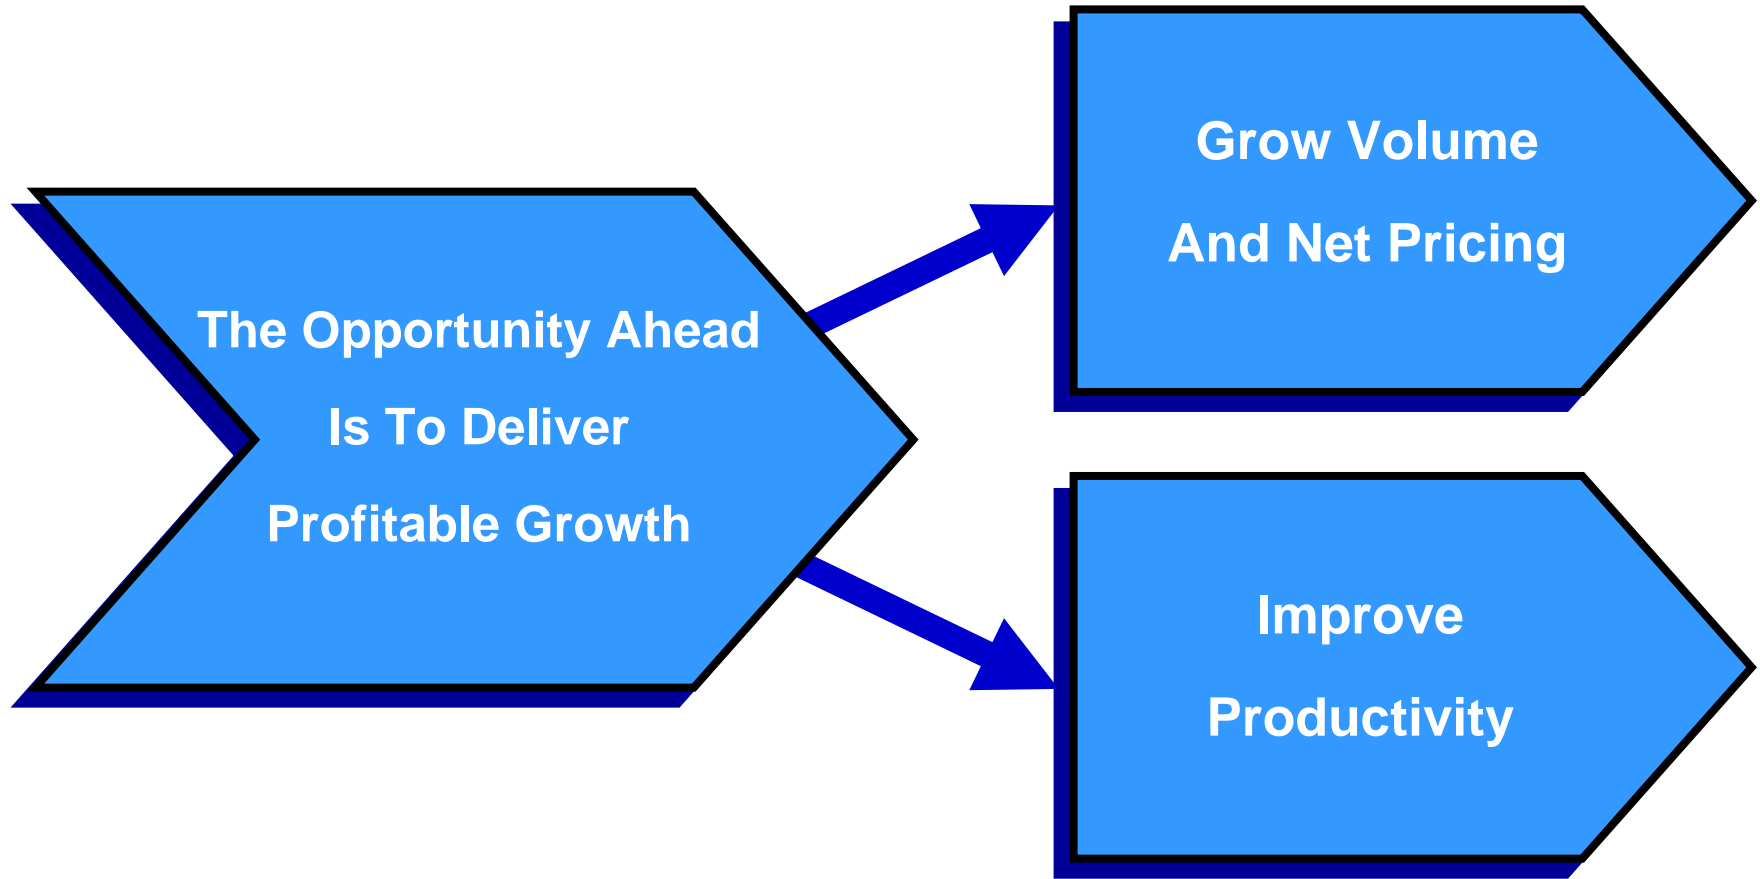 The Opportunity Ahead
Is To Deliver
Profitable Growth
Grow Volume
And Net Pricing
Improve
Productivity